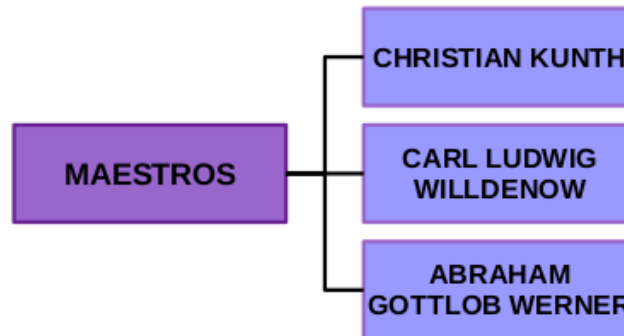 MAESTROS
CHRISTIAN KUNTH
CARL LUDWIG
WILLDENOW
ABRAHAM
GOTTLOB WERNER